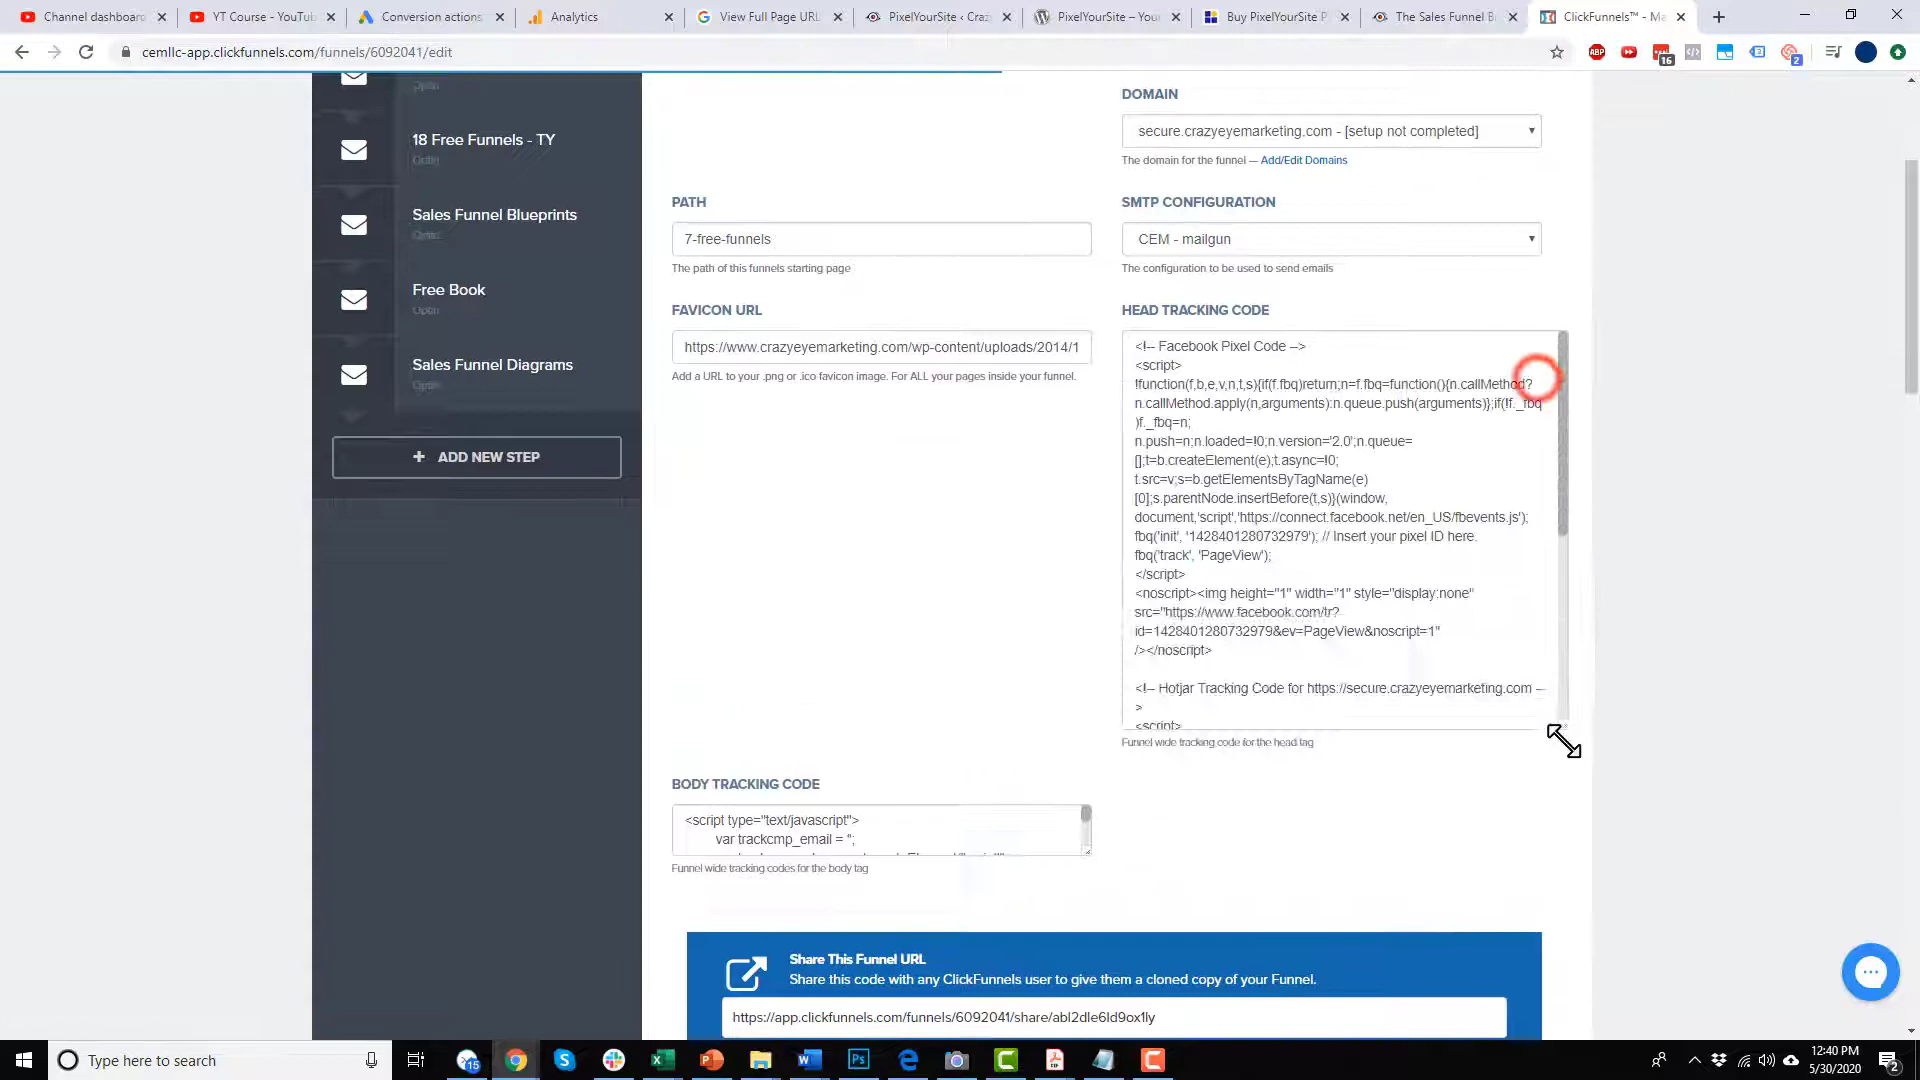 Channel dashboard
YT Course - YouTube
Conversion actions
Analytics
View Full Page URL
PixelYourSite ‹ Craz
PixelYourSite – You
Buy PixelYourSite P
The Sales Funnel B
ClickFunnels™ - Ma
cemllc-app.clickfunnels.com/funnels/6092041/edit
ABP
16
2
Optin
18 Free Funnels - TY
Optin
Sales Funnel Blueprints
Optin
Free Book
Optin
Sales Funnel Diagrams
Optin
+ ADD NEW STEP
DOMAIN
secure.crazyeyemarketing.com - [setup not completed]
The domain for the funnel — Add/Edit Domains
PATH
7-free-funnels
The path of this funnels starting page
SMTP CONFIGURATION
CEM - mailgun
The configuration to be used to send emails
FAVICON URL
https://www.crazyeyemarketing.com/wp-content/uploads/2014/1
Add a URL to your .png or .ico favicon image. For ALL your pages inside your funnel.
HEAD TRACKING CODE
<!-- Facebook Pixel Code -->
<script>
!function(f,b,e,v,n,t,s){if(f.fbq)return;n=f.fbq=function(){n.callMethod?
n.callMethod.apply(n,arguments):n.queue.push(arguments)};if(!f._fbq
)f._fbq=n;
n.push=n;n.loaded=!0;n.version='2.0';n.queue=
[];t=b.createElement(e);t.async=!0;
t.src=v;s=b.getElementsByTagName(e)
[0];s.parentNode.insertBefore(t,s)}(window,
document,'script','https://connect.facebook.net/en_US/fbevents.js');
fbq('init', '1428401280732979'); // Insert your pixel ID here.
fbq('track', 'PageView');
</script>
<noscript><img height="1" width="1" style="display:none"
src="https://www.facebook.com/tr?
id=1428401280732979&ev=PageView&noscript=1"
/></noscript>
<!-- Hotjar Tracking Code for https://secure.crazyeyemarketing.com --
>
<script>
Funnel wide tracking code for the head tag
BODY TRACKING CODE
<script type="text/javascript">
var trackcmp_email = '';
Funnel wide tracking codes for the body tag
Share This Funnel URL
Share this code with any ClickFunnels user to give them a cloned copy of your Funnel.
https://app.clickfunnels.com/funnels/6092041/share/abl2dle6ld9ox1ly
Type here to search
15
12:40 PM
5/30/2020
2